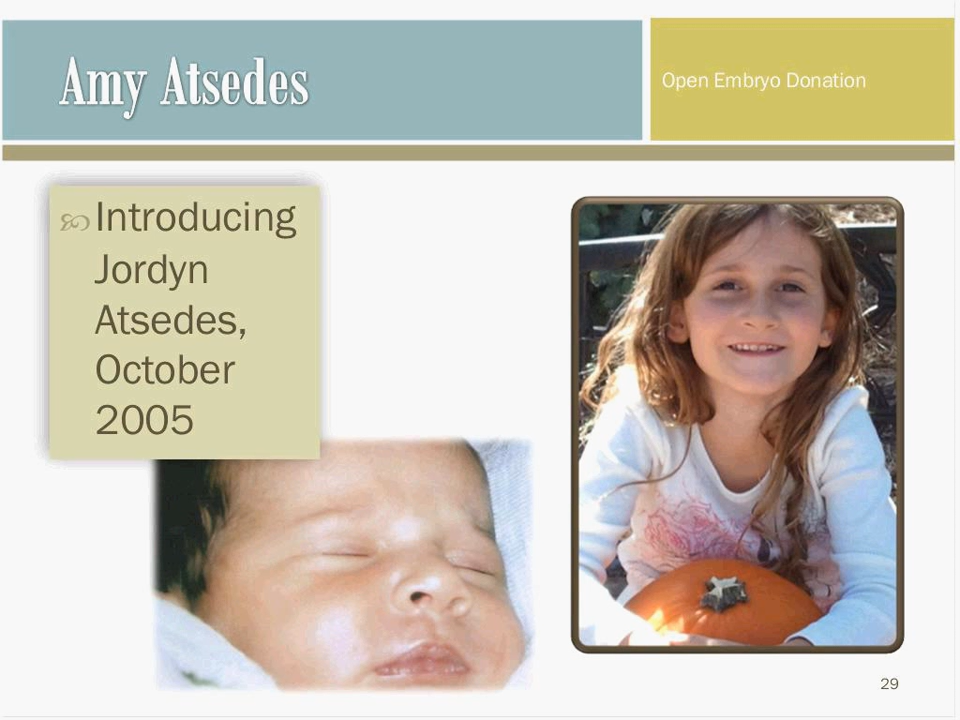 Amy Atsedes
Open Embryo Donation
Introducing
Jordyn
Atsedes,
October
2005
29